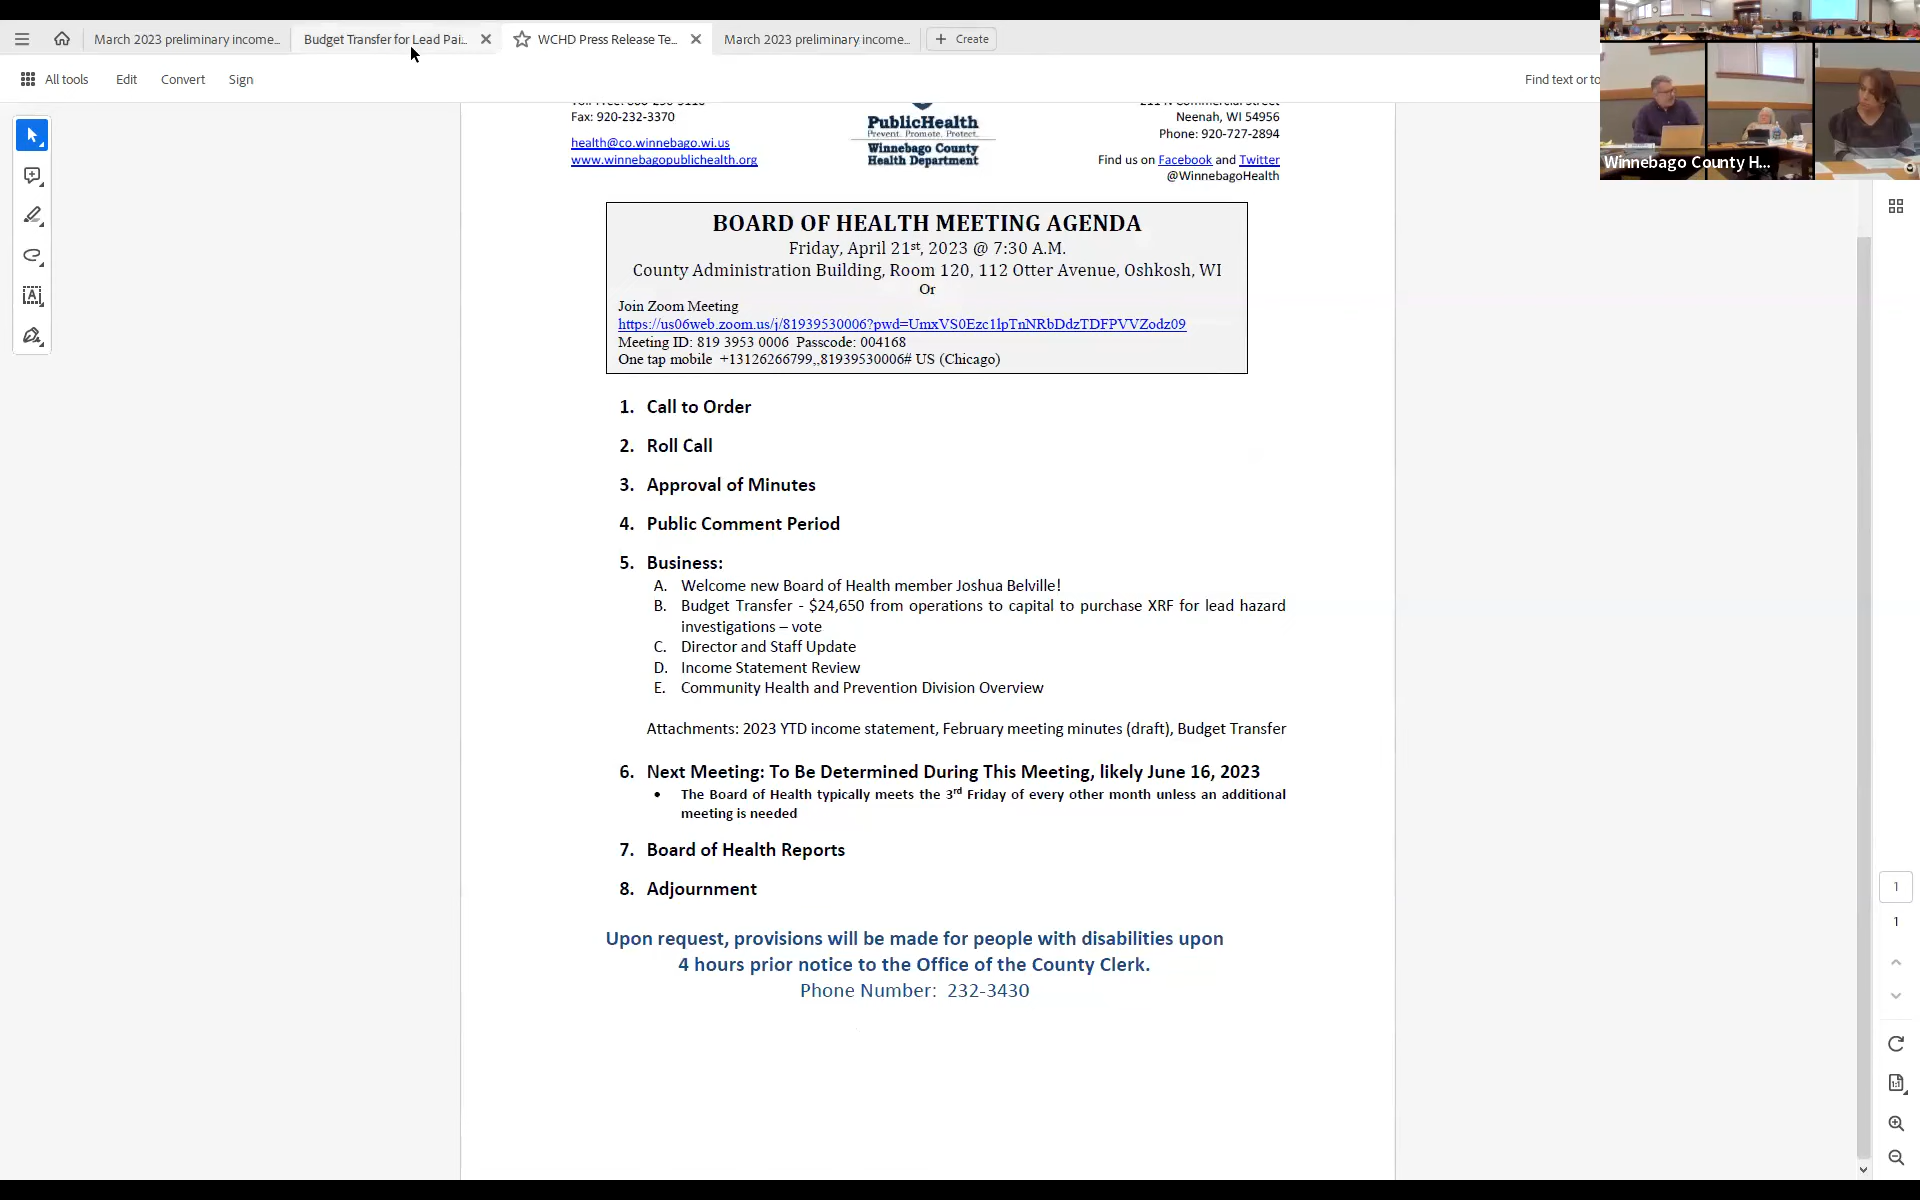 March 2023 preliminary income...
Budget Transfer for Lead Pai...
WCHD Press Release Te...
March 2023 preliminary income...
Create
All tools
Edit
Convert
Sign
Find text or to
Fax: 920-232-3370
health@co.winnebago.wi.us
www.winnebagopublichealth.org
PublicHealth
Prevent. Promote. Protect.
Winnebago County
Health Department
211 N Commercial Street
Neenah, WI 54956
Phone: 920-727-2894
Find us on Facebook and Twitter
@WinnebagoHealth
Winnebago County H...
BOARD OF HEALTH MEETING AGENDA
Friday, April 21st, 2023 @ 7:30 A.M.
County Administration Building, Room 120, 112 Otter Avenue, Oshkosh, WI
Or
Join Zoom Meeting
https://us06web.zoom.us/j/81939530006?pwd=UmxVS0Ezc1lpTnNRbDdzTDFPVVZodz09
Meeting ID: 819 3953 0006 Passcode: 004168
One tap mobile +13126266799,,81939530006# US (Chicago)
1. Call to Order
2. Roll Call
3. Approval of Minutes
4. Public Comment Period
5. Business:
A. Welcome new Board of Health member Joshua Belville!
B. Budget Transfer - $24,650 from operations to capital to purchase XRF for lead hazard
investigations – vote
C. Director and Staff Update
D. Income Statement Review
E. Community Health and Prevention Division Overview
Attachments: 2023 YTD income statement, February meeting minutes (draft), Budget Transfer
6. Next Meeting: To Be Determined During This Meeting, likely June 16, 2023
• The Board of Health typically meets the 3rd Friday of every other month unless an additional
meeting is needed
7. Board of Health Reports
8. Adjournment
Upon request, provisions will be made for people with disabilities upon
4 hours prior notice to the Office of the County Clerk.
Phone Number: 232-3430
1
1